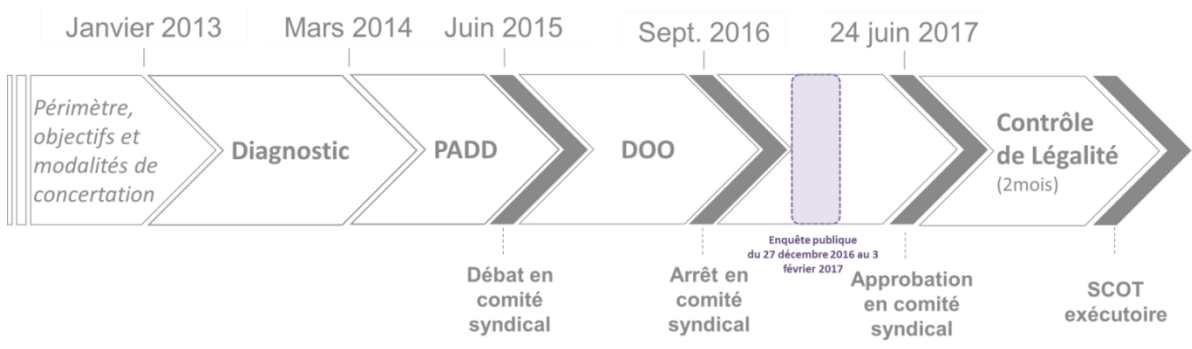 Janvier 2013
Mars 2014
Juin 2015
Sept. 2016
24 juin 2017
Périmètre,
objectifs et
modalités de
concertation
Diagnostic
PADD
DOO
Contrôle
de Légalité
(2mois)
Enquête publique
du 27 décembre 2016 au 3
février 2017
Débat en
comité
syndical
Arrêt en
comité
syndical
Approbation
en comité
syndical
SCOT
exécutoire